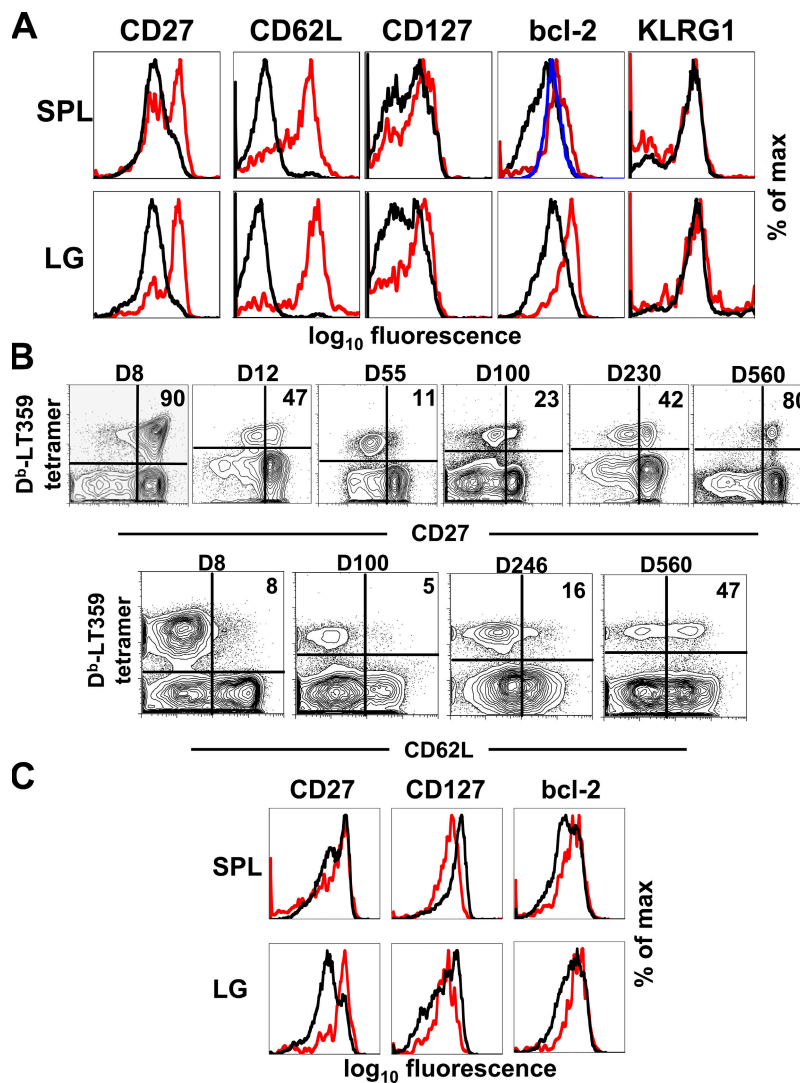 A
CD27 CD62L CD127 bcl-2 KLRG1
SPL
LG
% of max
log10 fluorescence
B
D8 D12 D55 D100 D230 D560
90 47 11 23 42 80
Db-LT359
tetramer
CD27
D8 D100 D246 D560
8 5 16 47
Db-LT359
tetramer
CD62L
C
CD27 CD127 bcl-2
SPL
LG
% of max
log10 fluorescence